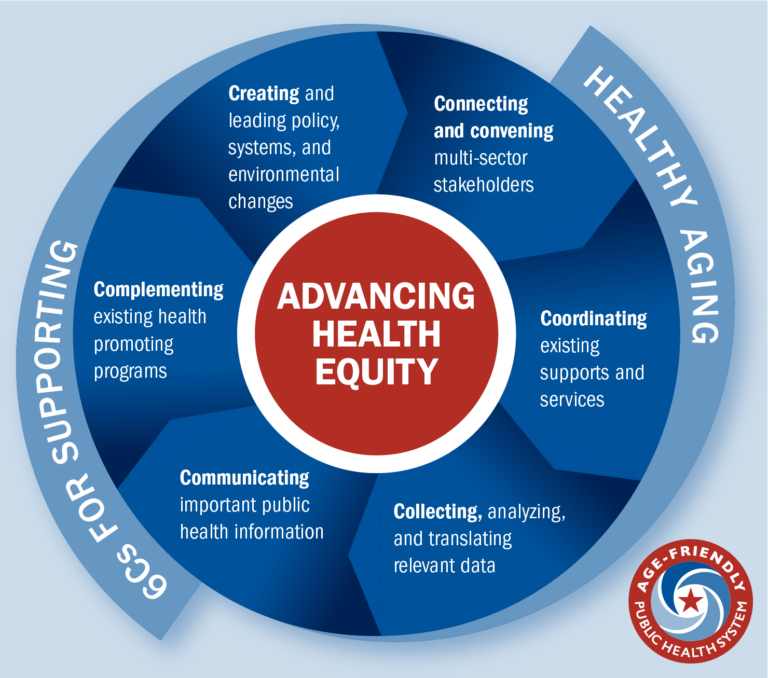 6Cs FOR SUPPORTING
HEALTHY AGING
Creating and
leading policy,
systems, and
environmental
changes
Connecting
and convening
multi-sector
stakeholders
Coordinating
existing
supports and
services
Collecting, analyzing,
and translating
relevant data
Communicating
important public
health information
Complementing
existing health
promoting
programs
ADVANCING
HEALTH
EQUITY
AGE-FRIENDLY
PUBLIC HEALTH SYSTEM